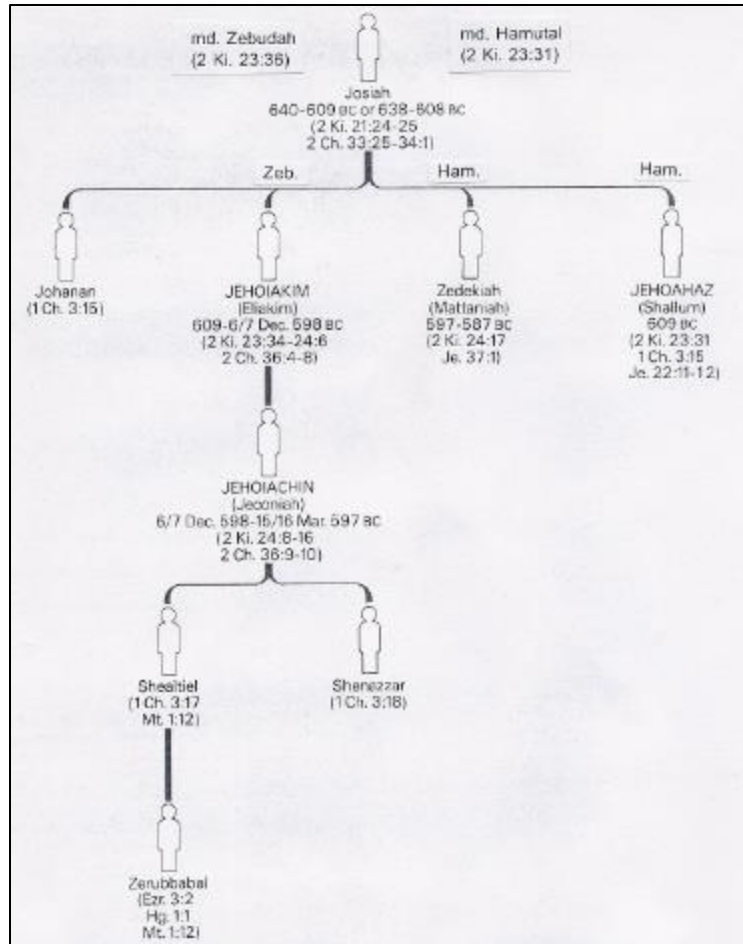 md. Zebudah
(2 Ki. 23:36)
md. Hamutal
(2 Ki. 23:31)
Josiah
640-609 BC or 638-608 BC
(2 Ki. 21:24-25
2 Ch. 33:25-34:1)
Zeb.
Ham.
Ham.
Johanan
(1 Ch. 3:15)
JEHOIAKIM
(Eliakim)
609-6/7 Dec. 598 BC
(2 Ki. 23:34-24:6
2 Ch. 36:4-8)
Zedekiah
(Mattaniah)
597-587 BC
(2 Ki. 24:17
Je. 37:1)
JEHOAHAZ
(Shallum)
609 BC
(2 Ki. 23:31
1 Ch. 3:15
Je. 22:11-12)
JEHOIACHIN
(Jeconiah)
6/7 Dec. 598-15/16 Mar. 597 BC
(2 Ki. 24:8-16
2 Ch. 36:9-10)
Shealtiel
(1 Ch. 3:17
Mt. 1:12)
Shenazzar
(1 Ch. 3:18)
Zerubbabal
(Ezr. 3:2
Hg. 1:1
Mt. 1:12)